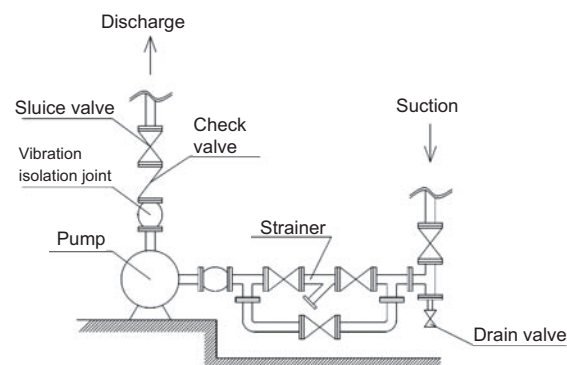 Discharge
Sluice valve
Check
valve
Suction
Vibration
isolation joint
Strainer
Pump
Drain valve